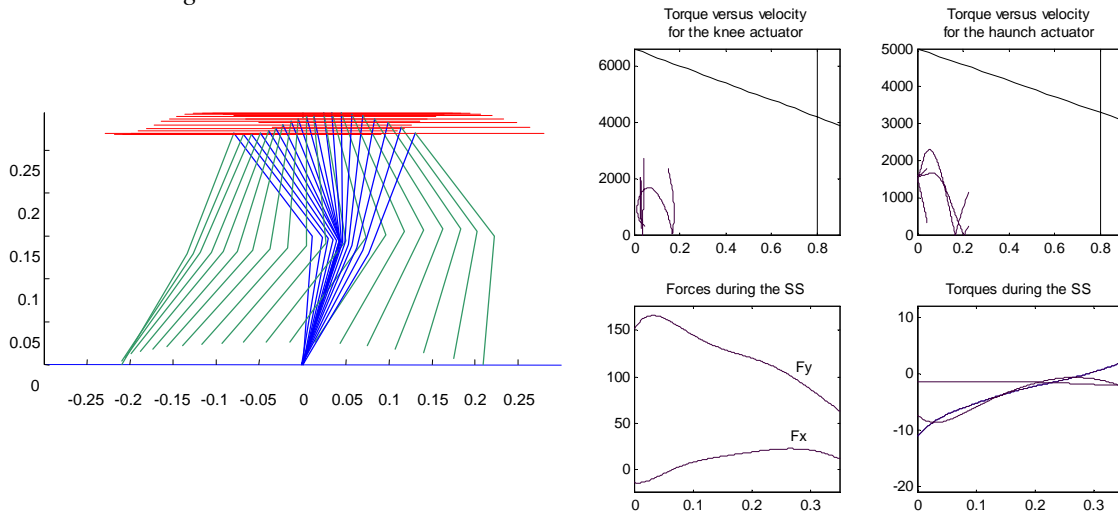 g
0.25
0.2
0.15
0.1
0.05
0
-0.25 -0.2 -0.15 -0.1 -0.05 0 0.05 0.1 0.15 0.2 0.25
Torque versus velocity
for the knee actuator
6000
4000
2000
0
0 0.2 0.4 0.6 0.8
Torque versus velocity
for the haunch actuator
5000
4000
3000
2000
1000
0
0 0.2 0.4 0.6 0.8
Forces during the SS
150
100
50
0
Fy
Fx
0 0.1 0.2 0.3
Torques during the SS
10
0
-10
-20
0 0.1 0.2 0.3